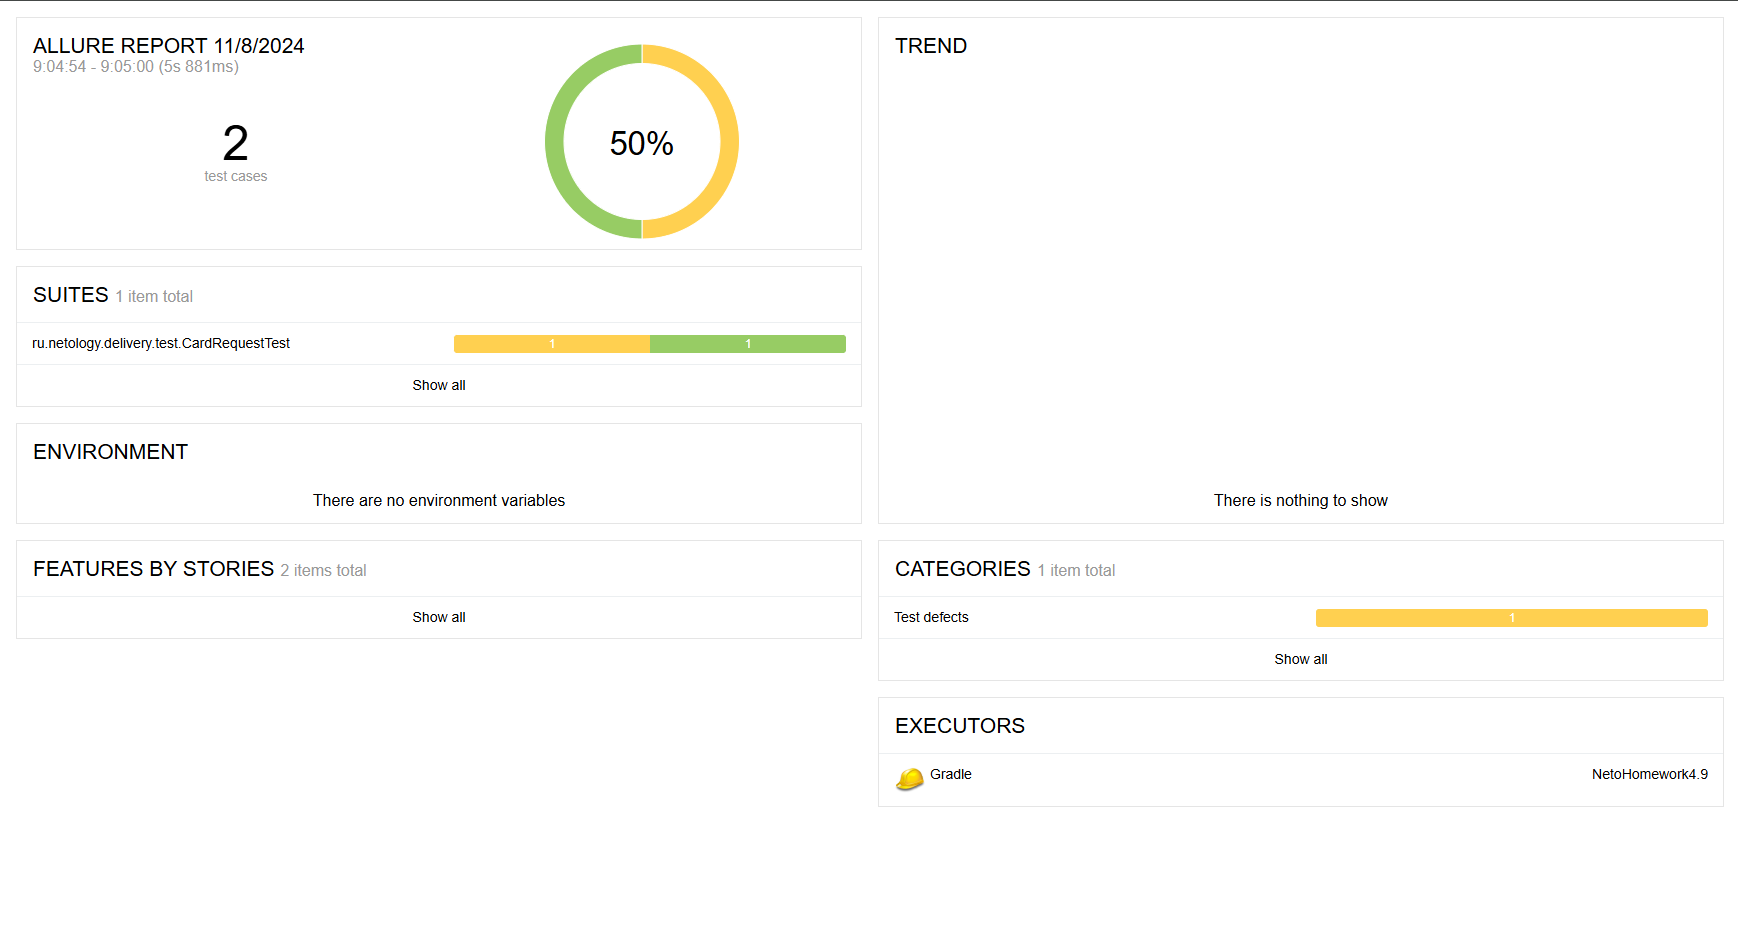 ALLURE REPORT 11/8/2024
9:04:54 - 9:05:00 (5s 881ms)
2
test cases
50%
SUITES 1 item total
ru.netology.delivery.test.CardRequestTest 1 1
Show all
ENVIRONMENT
There are no environment variables
FEATURES BY STORIES 2 items total
Show all
TREND
There is nothing to show
CATEGORIES 1 item total
Test defects 1
Show all
EXECUTORS
Gradle NetoHomework4.9